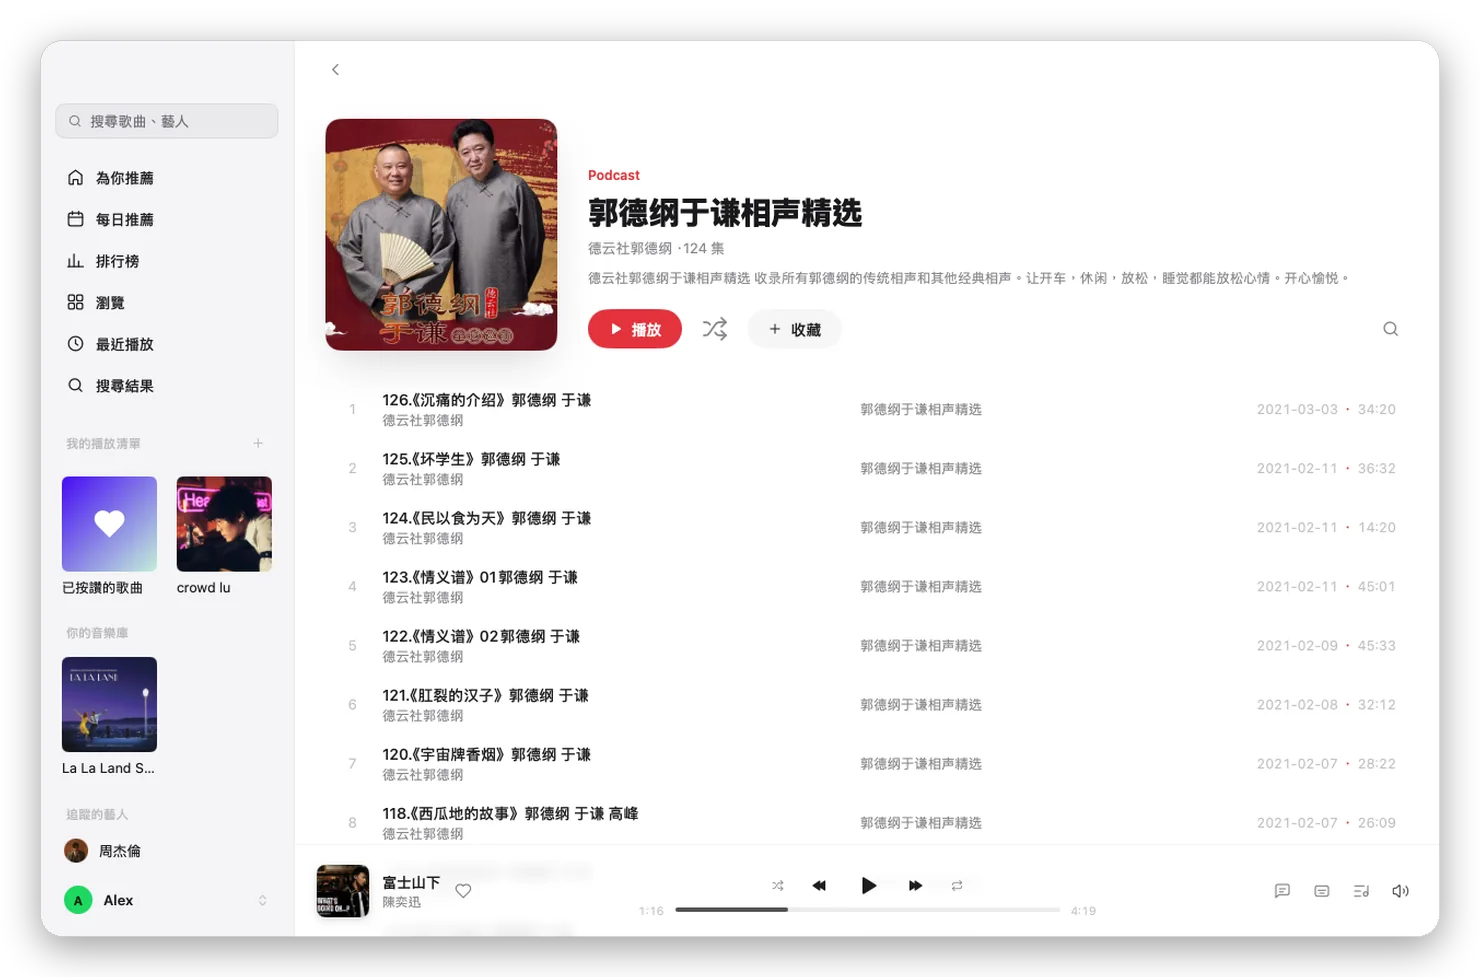 搜尋歌曲、藝人
為你推薦
每日推薦
排行榜
瀏覽
最近播放
搜尋結果
我的播放清單
已按讚的歌曲
crowd lu
你的音樂庫
LA LA LAND
La La Land S...
追蹤的藝人
周杰倫
A
Alex
郭德纲
德云社
于谦
Podcast
郭德纲于谦相声精选
德云社郭德纲 ·124 集
德云社郭德纲于谦相声精选 收录所有郭德纲的传统相声和其他经典相声。让开车，休闲，放松，睡觉都能放松心情。开心愉悦。
播放
收藏
1 126.《沉痛的介绍》郭德纲 于谦 郭德纲于谦相声精选 2021-03-03 · 34:20
德云社郭德纲
2 125.《坏学生》郭德纲 于谦 郭德纲于谦相声精选 2021-02-11 · 36:32
德云社郭德纲
3 124.《民以食为天》郭德纲 于谦 郭德纲于谦相声精选 2021-02-11 · 14:20
德云社郭德纲
4 123.《情义谱》01郭德纲 于谦 郭德纲于谦相声精选 2021-02-11 · 45:01
德云社郭德纲
5 122.《情义谱》02郭德纲 于谦 郭德纲于谦相声精选 2021-02-09 · 45:33
德云社郭德纲
6 121.《肛裂的汉子》郭德纲 于谦 郭德纲于谦相声精选 2021-02-08 · 32:12
德云社郭德纲
7 120.《宇宙牌香烟》郭德纲 于谦 郭德纲于谦相声精选 2021-02-07 · 28:22
德云社郭德纲
8 118.《西瓜地的故事》郭德纲 于谦 高峰 郭德纲于谦相声精选 2021-02-07 · 26:09
德云社郭德纲
WHAT'S
GOING ON...?
富士山下
陳奕迅
1:16
4:19